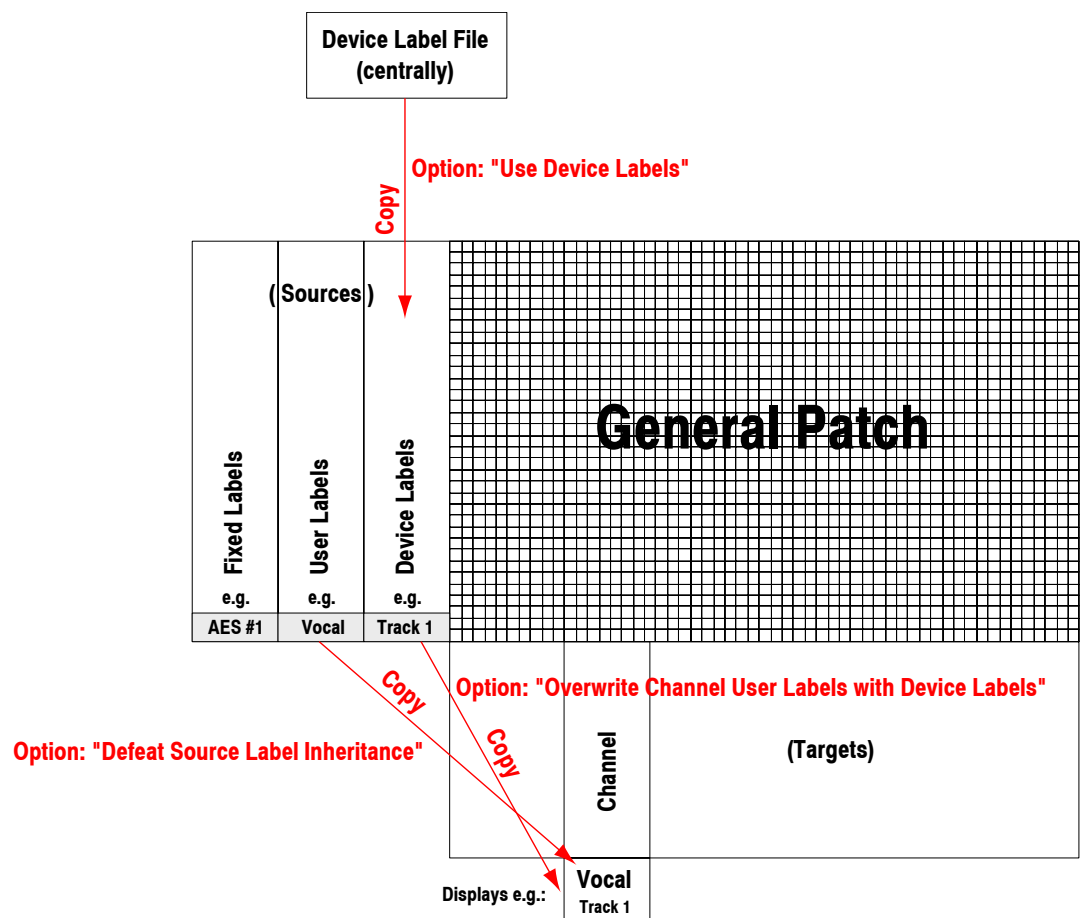 Device Label File
(centrally)
Option: "Use Device Labels"
Copy
( Sources )
General Patch
Fixed Labels
User Labels
Device Labels
e.g.
e.g.
e.g.
AES #1
Vocal
Track 1
Copy
Option: "Overwrite Channel User Labels with Device Labels"
Option: "Defeat Source Label Inheritance"
Copy
Channel
(Targets)
Displays e.g.:
Vocal
Track 1